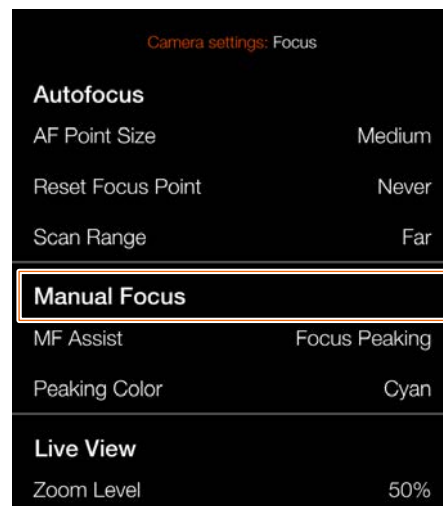 Camera settings: Focus
Autofocus
AF Point Size Medium
Reset Focus Point Never
Scan Range Far
Manual Focus
MF Assist Focus Peaking
Peaking Color Cyan
Live View
Zoom Level 50%